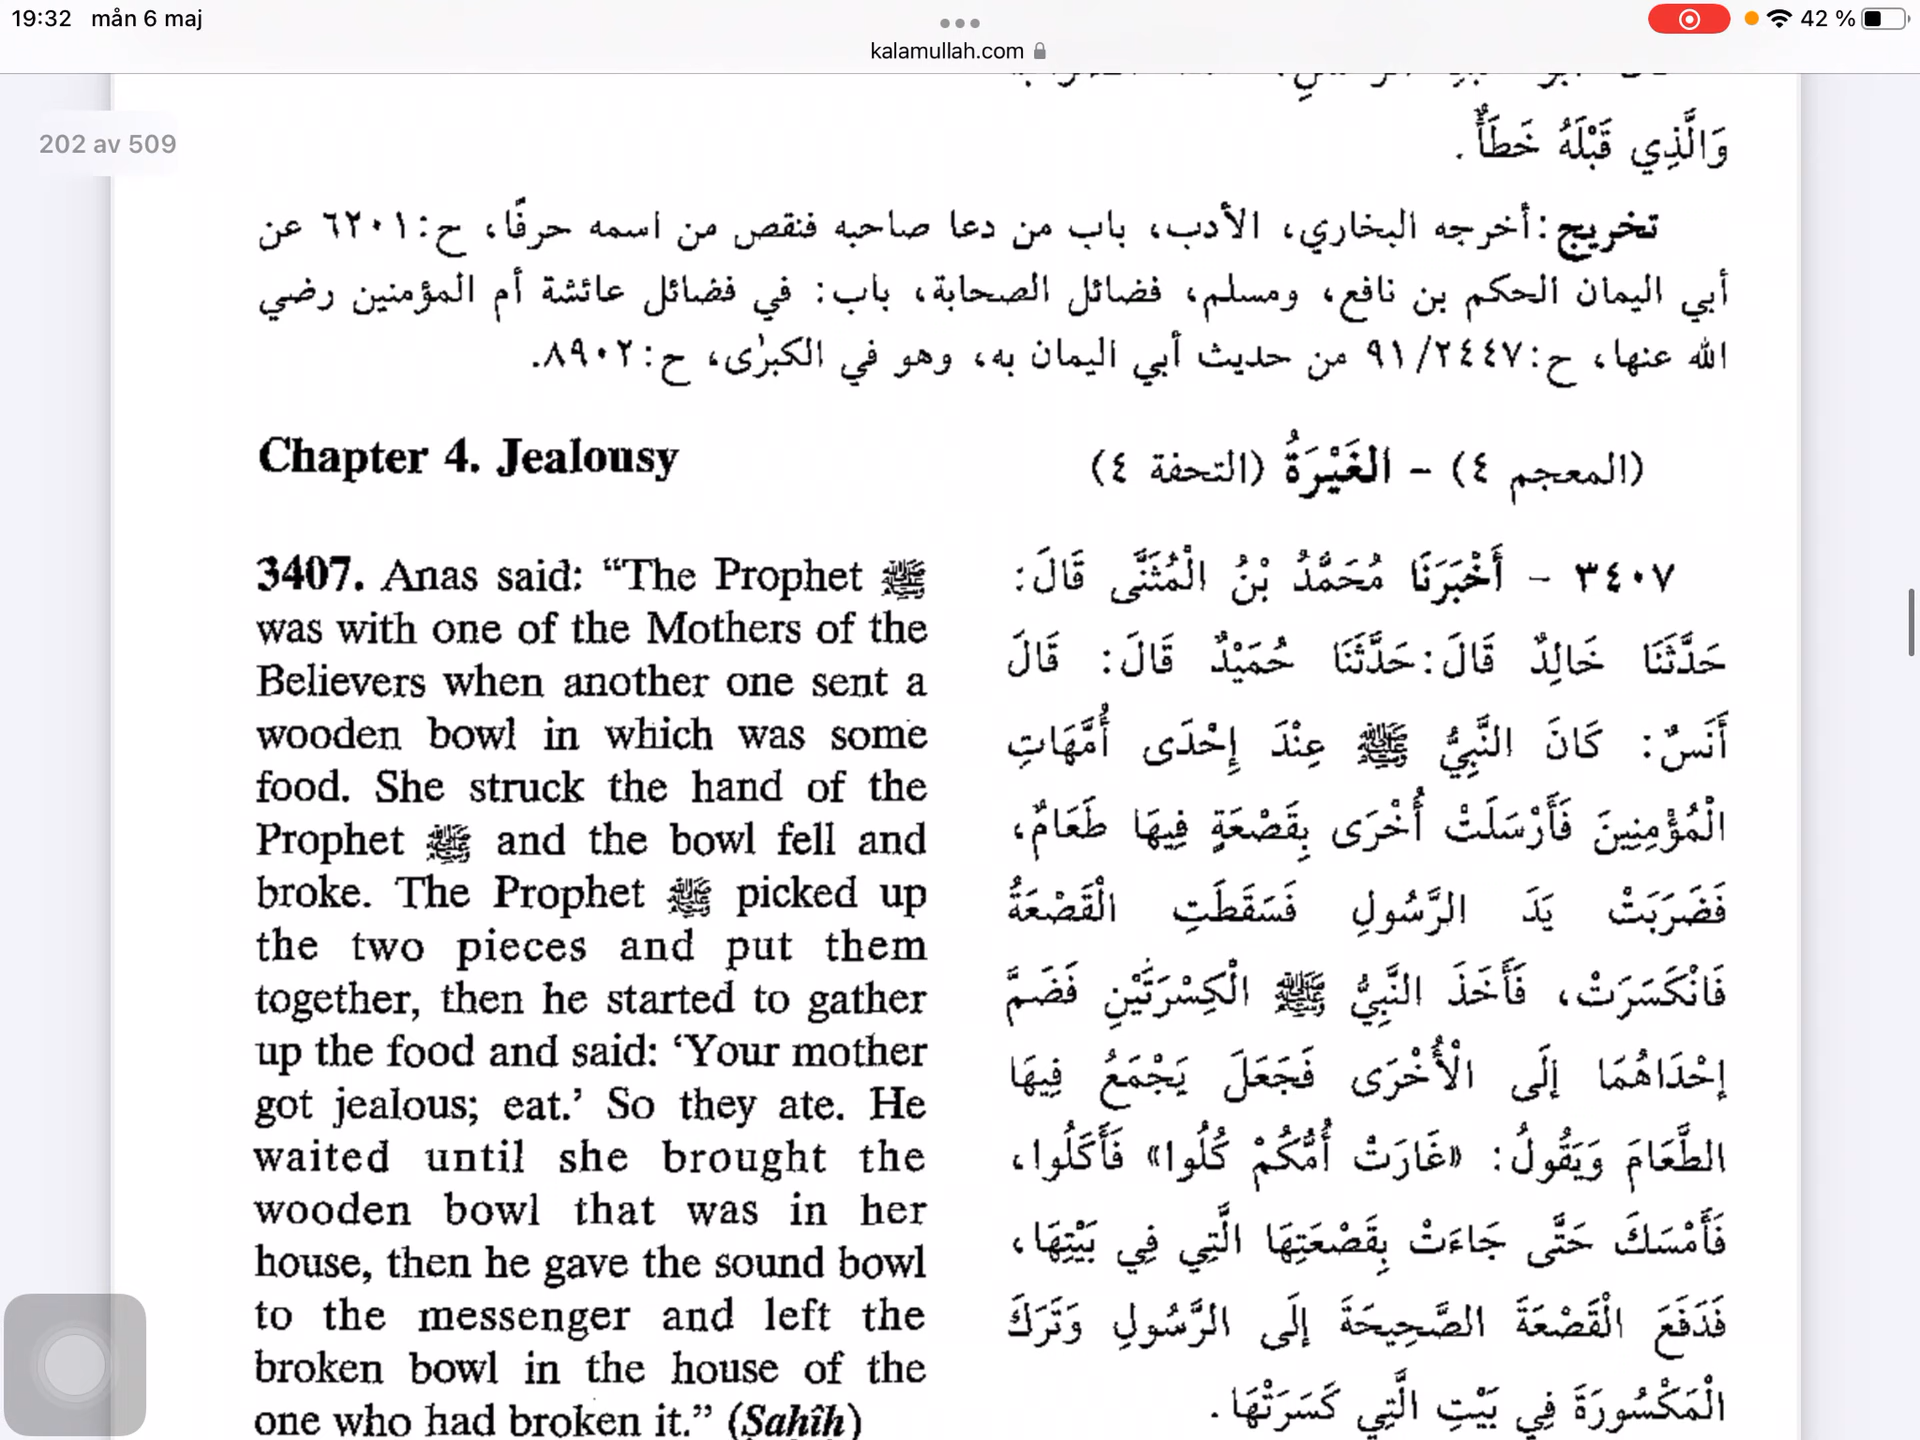 19:32 mån 6 maj
kalamullah.com
42 %
202 av 509
وَالَّذِي قَبْلَهُ خَطَأٌ.
تخريج: أخرجه البخاري، الأدب، باب من دعا صاحبه فنقص من اسمه حرفًا، ح:٦٢٠١ عن
أبي اليمان الحكم بن نافع، ومسلم، فضائل الصحابة، باب: في فضائل عائشة أم المؤمنين رضي
الله عنها، ح:٩١/٢٤٤٧ من حديث أبي اليمان به، وهو في الكبرٰى، ح:٨٩٠٢.
Chapter 4. Jealousy
3407. Anas said: “The Prophet ﷺ
was with one of the Mothers of the
Believers when another one sent a
wooden bowl in which was some
food. She struck the hand of the
Prophet ﷺ and the bowl fell and
broke. The Prophet ﷺ picked up
the two pieces and put them
together, then he started to gather
up the food and said: ‘Your mother
got jealous; eat.’ So they ate. He
waited until she brought the
wooden bowl that was in her
house, then he gave the sound bowl
to the messenger and left the
broken bowl in the house of the
one who had broken it.” (Ṣaḥîḥ)
(المعجم ٤) - الغَيْرَةُ (التحفة ٤)
٣٤٠٧ - أَخْبَرَنَا مُحَمَّدُ بْنُ الْمُثَنَّى قَالَ:
حَدَّثَنَا خَالِدٌ قَالَ: حَدَّثَنَا حُمَيْدٌ قَالَ: قَالَ
أَنَسٌ: كَانَ النَّبِيُّ ﷺ عِنْدَ إِحْدَى أُمَّهَاتِ
الْمُؤْمِنِينَ فَأَرْسَلَتْ أُخْرَى بِقَصْعَةٍ فِيهَا طَعَامٌ،
فَضَرَبَتْ يَدَ الرَّسُولِ فَسَقَطَتِ الْقَصْعَةُ
فَانْكَسَرَتْ، فَأَخَذَ النَّبِيُّ ﷺ الْكِسْرَتَيْنِ فَضَمَّ
إِحْدَاهُمَا إِلَى الْأُخْرَى فَجَعَلَ يَجْمَعُ فِيهَا
الطَّعَامَ وَيَقُولُ: «غَارَتْ أُمُّكُمْ كُلُوا» فَأَكَلُوا،
فَأَمْسَكَ حَتَّى جَاءَتْ بِقَصْعَتِهَا الَّتِي فِي بَيْتِهَا،
فَدَفَعَ الْقَصْعَةَ الصَّحِيحَةَ إِلَى الرَّسُولِ وَتَرَكَ
الْمَكْسُورَةَ فِي بَيْتِ الَّتِي كَسَرَتْهَا.